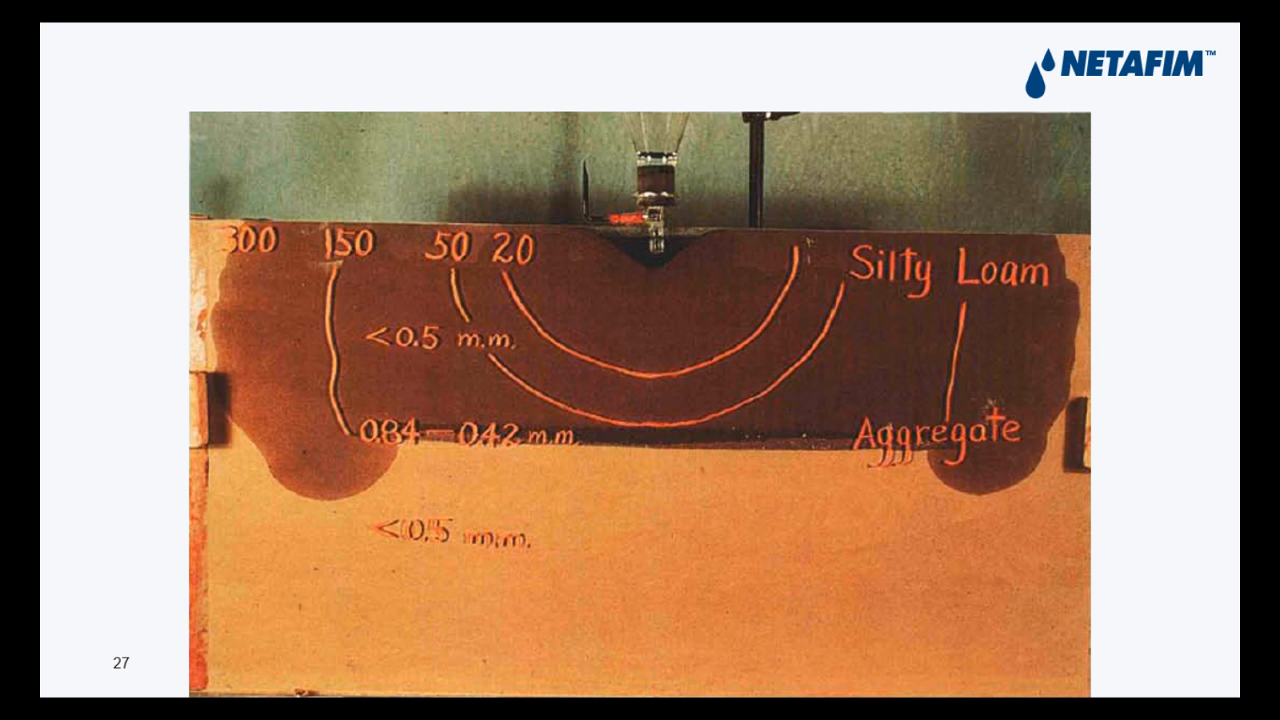 NETAFIM™
300 150 50 20
Silty Loam
<0.5 m.m.
0.84 - 0.42 m.m.
Aggregate
<0.5 m.m.
27